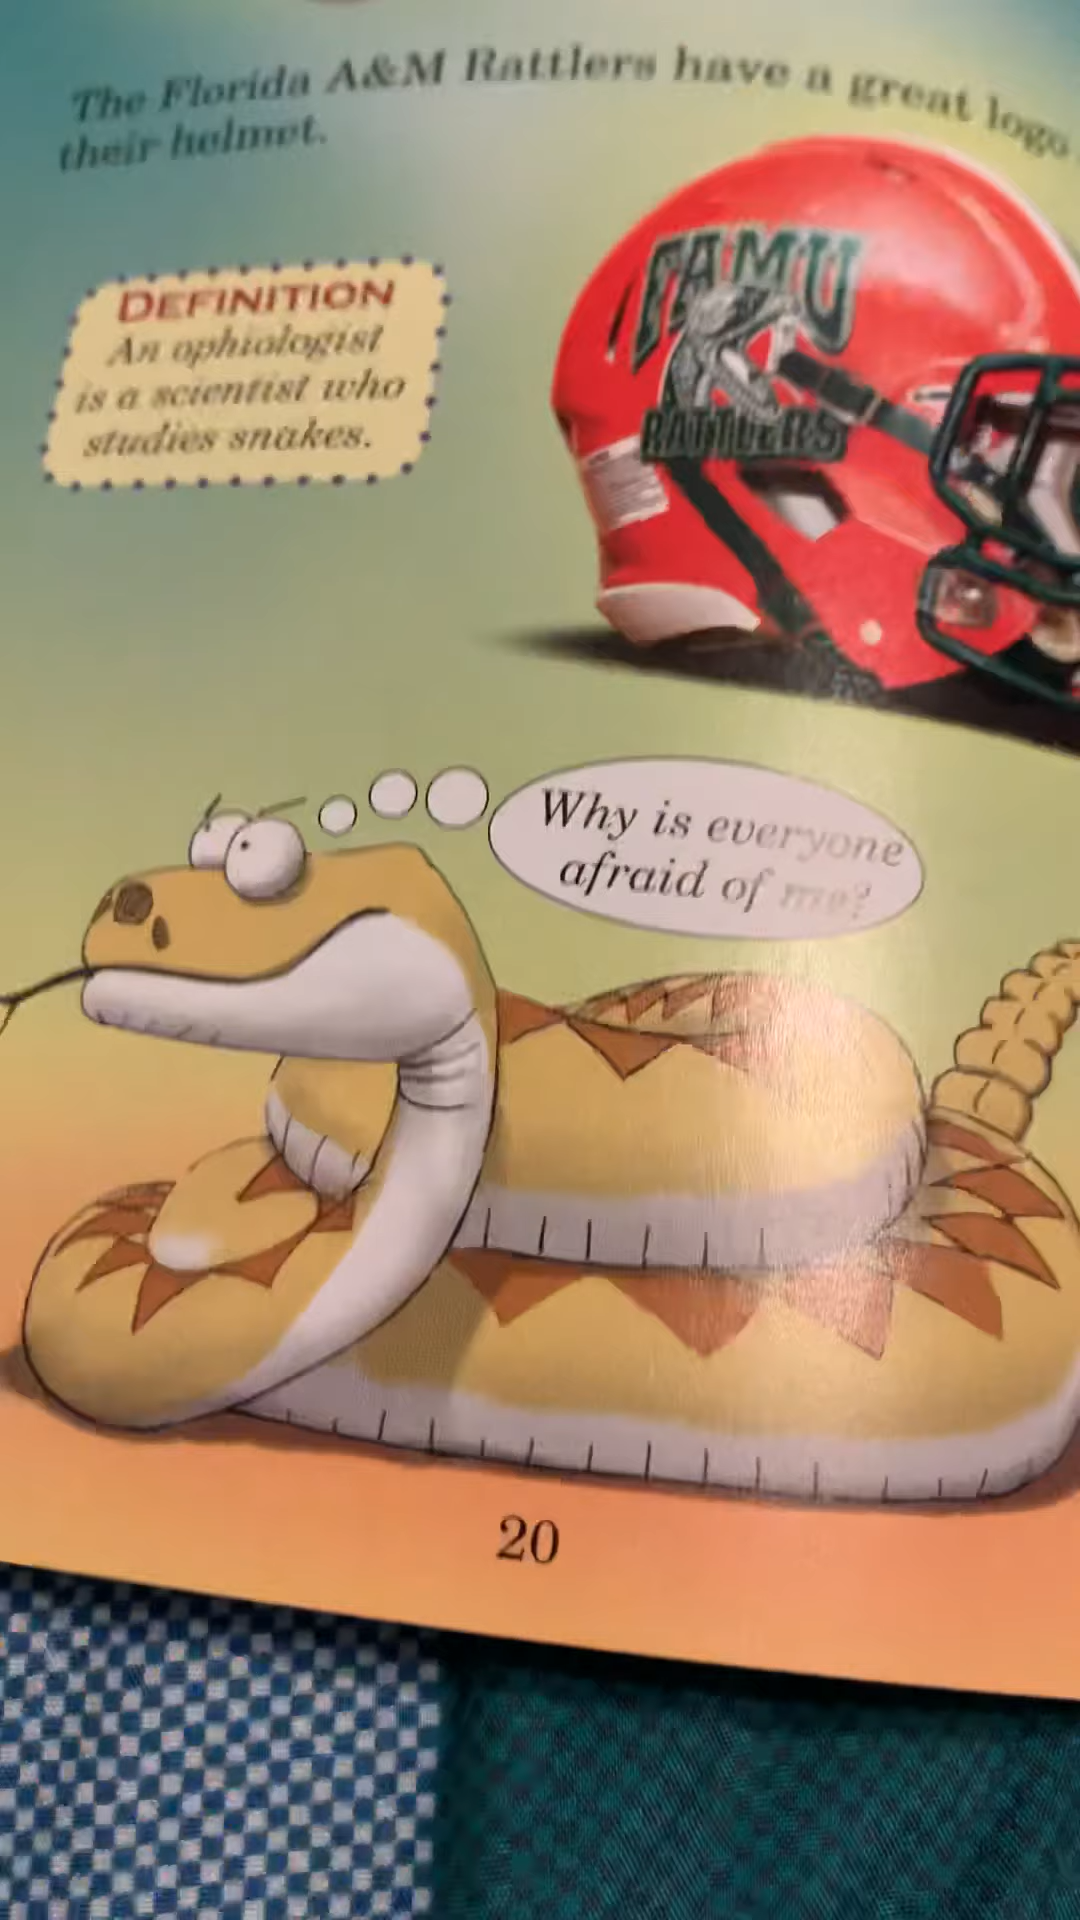 The Florida A&M Rattlers have a great logo
their helmet.
FAMU
RATTLERS
DEFINITION
An ophiologist
is a scientist who
studies snakes.
Why is everyone
afraid of me?
20